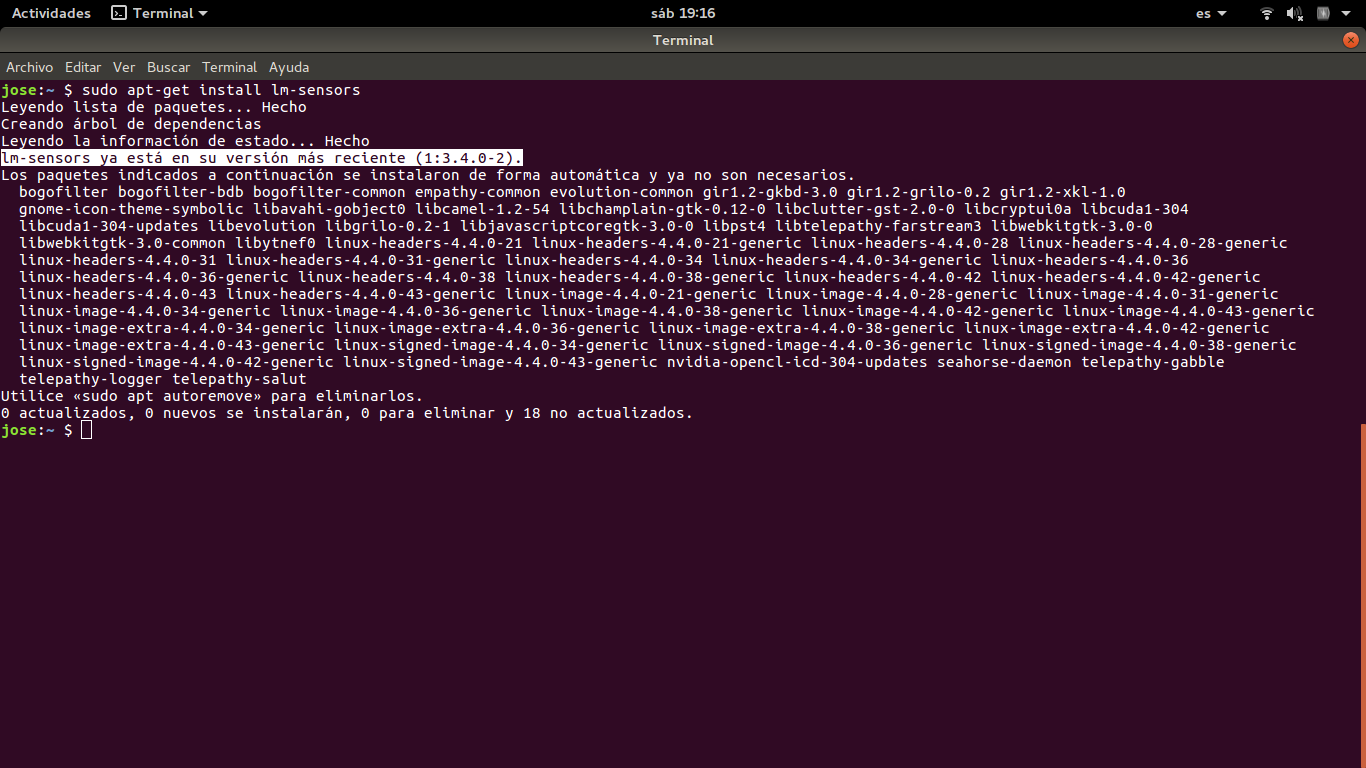 Actividades Terminal sáb 19:16 es
Terminal
Archivo Editar Ver Buscar Terminal Ayuda
jose:~ $ sudo apt-get install lm-sensors
Leyendo lista de paquetes... Hecho
Creando árbol de dependencias
Leyendo la información de estado... Hecho
lm-sensors ya está en su versión más reciente (1:3.4.0-2).
Los paquetes indicados a continuación se instalaron de forma automática y ya no son necesarios.
bogofilter bogofilter-bdb bogofilter-common empathy-common evolution-common gir1.2-gkbd-3.0 gir1.2-grilo-0.2 gir1.2-xkl-1.0
gnome-icon-theme-symbolic libavahi-gobject0 libcamel-1.2-54 libchamplain-gtk-0.12-0 libclutter-gst-2.0-0 libcryptui0a libcuda1-304
libcuda1-304-updates libevolution libgrilo-0.2-1 libjavascriptcoregtk-3.0-0 libpst4 libtelepathy-farstream3 libwebkitgtk-3.0-0
libwebkitgtk-3.0-common libytnef0 linux-headers-4.4.0-21 linux-headers-4.4.0-21-generic linux-headers-4.4.0-28 linux-headers-4.4.0-28-generic
linux-headers-4.4.0-31 linux-headers-4.4.0-31-generic linux-headers-4.4.0-34 linux-headers-4.4.0-34-generic linux-headers-4.4.0-36
linux-headers-4.4.0-36-generic linux-headers-4.4.0-38 linux-headers-4.4.0-38-generic linux-headers-4.4.0-42 linux-headers-4.4.0-42-generic
linux-headers-4.4.0-43 linux-headers-4.4.0-43-generic linux-image-4.4.0-21-generic linux-image-4.4.0-28-generic linux-image-4.4.0-31-generic
linux-image-4.4.0-34-generic linux-image-4.4.0-36-generic linux-image-4.4.0-38-generic linux-image-4.4.0-42-generic linux-image-4.4.0-43-generic
linux-image-extra-4.4.0-34-generic linux-image-extra-4.4.0-36-generic linux-image-extra-4.4.0-38-generic linux-image-extra-4.4.0-42-generic
linux-image-extra-4.4.0-43-generic linux-signed-image-4.4.0-34-generic linux-signed-image-4.4.0-36-generic linux-signed-image-4.4.0-38-generic
linux-signed-image-4.4.0-42-generic linux-signed-image-4.4.0-43-generic nvidia-opencl-icd-304-updates seahorse-daemon telepathy-gabble
telepathy-logger telepathy-salut
Utilice «sudo apt autoremove» para eliminarlos.
0 actualizados, 0 nuevos se instalarán, 0 para eliminar y 18 no actualizados.
jose:~ $